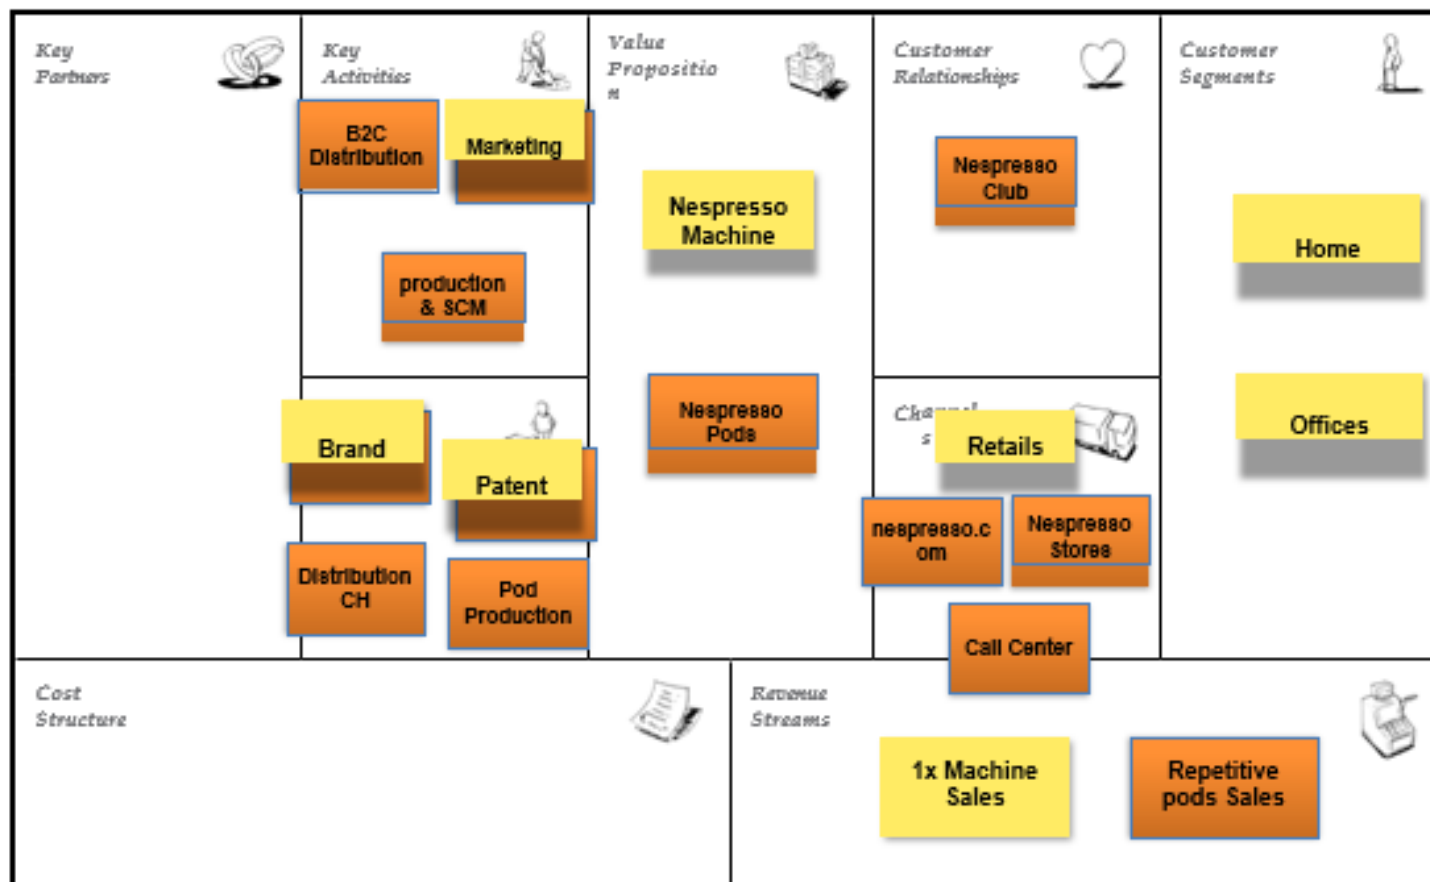 Key
Partners
Key
Activities
B2C
Distribution
Marketing
production
& SCM
Brand
Patent
Distribution
CH
Pod
Production
Value
Propositio
n
Nespresso
Machine
Nespresso
Pods
Customer
Relationships
Nespresso
Club
Channel
s
Retails
nespresso.c
om
Nespresso
Stores
Call Center
Customer
Segments
Home
Offices
Cost
Structure
Revenue
Streams
1x Machine
Sales
Repetitive
pods Sales